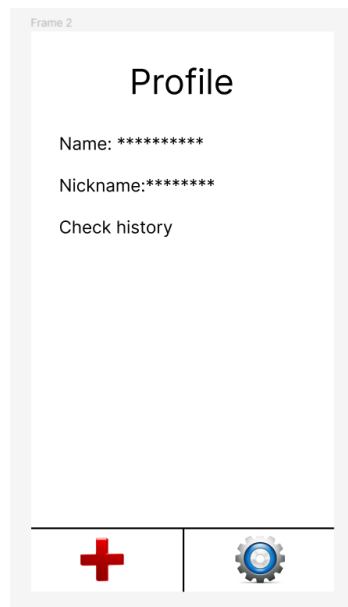 Frame 2
Profile
Name: **********
Nickname:********
Check history